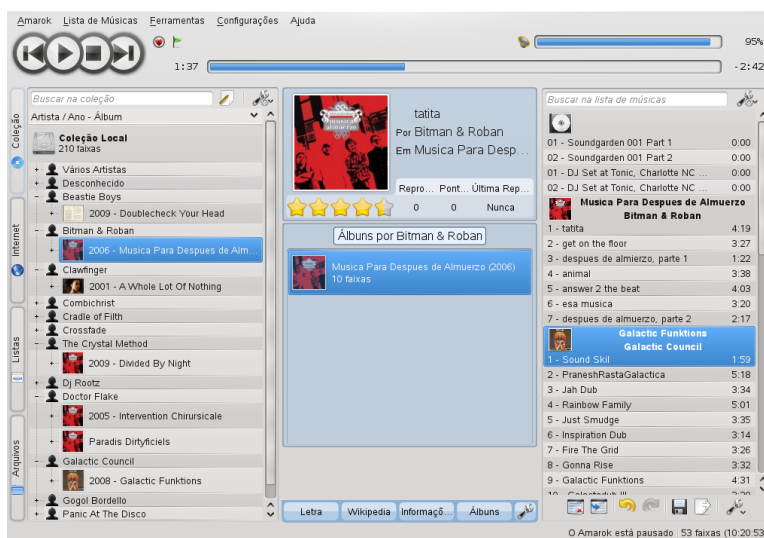 Amarok Lista de Músicas Ferramentas Configurações Ajuda
95%
1:37
-2:42
Coleção
Internet
Listas
Arquivos
Buscar na coleção
Artista / Ano - Álbum
Coleção Local
210 faixas
Vários Artistas
Desconhecido
Beastie Boys
2009 - Doublecheck Your Head
Bitman & Roban
2006 - Musica Para Despues de Alm...
Clawfinger
2001 - A Whole Lot Of Nothing
Combichrist
Cradle of Filth
Crossfade
The Crystal Method
2009 - Divided By Night
Dj Rootz
Doctor Flake
2005 - Intervention Chirursicale
Paradis Dirtyficiels
Galactic Council
2008 - Galactic Funktions
Gogol Bordello
Panic At The Disco
musica
almuerzo
tatita
Por Bitman & Roban
Em Musica Para Desp...
Repro... Pont... Última Rep...
0 0 Nunca
Álbuns por Bitman & Roban
Musica Para Despues de Almuerzo (2006)
10 faixas
Letra Wikipedia Informaçõ... Álbuns
Buscar na lista de músicas
01 - Soundgarden 001 Part 1 0:00
02 - Soundgarden 001 Part 2 0:00
01 - DJ Set at Tonic, Charlotte NC ... 0:00
02 - DJ Set at Tonic, Charlotte NC ... 0:00
Musica Para Despues de Almuerzo
Bitman & Roban
1 - tatita 4:19
2 - get on the floor 3:27
3 - despues de almierzo, parte 1 1:22
4 - animal 3:38
5 - answer 2 the beat 4:03
6 - esa musica 3:20
7 - despues de almuerzo, parte 2 2:17
Galactic Funktions
Galactic Council
1 - Sound Skil 1:59
2 - PraneshRastaGalactica 5:18
3 - Jah Dub 3:34
4 - Rainbow Family 5:01
5 - Just Smudge 3:35
6 - Inspiration Dub 3:14
7 - Fire The Grid 3:26
8 - Gonna Rise 3:32
9 - Galactic Funktions 4:31
O Amarok está pausado 53 faixas (10:20:53